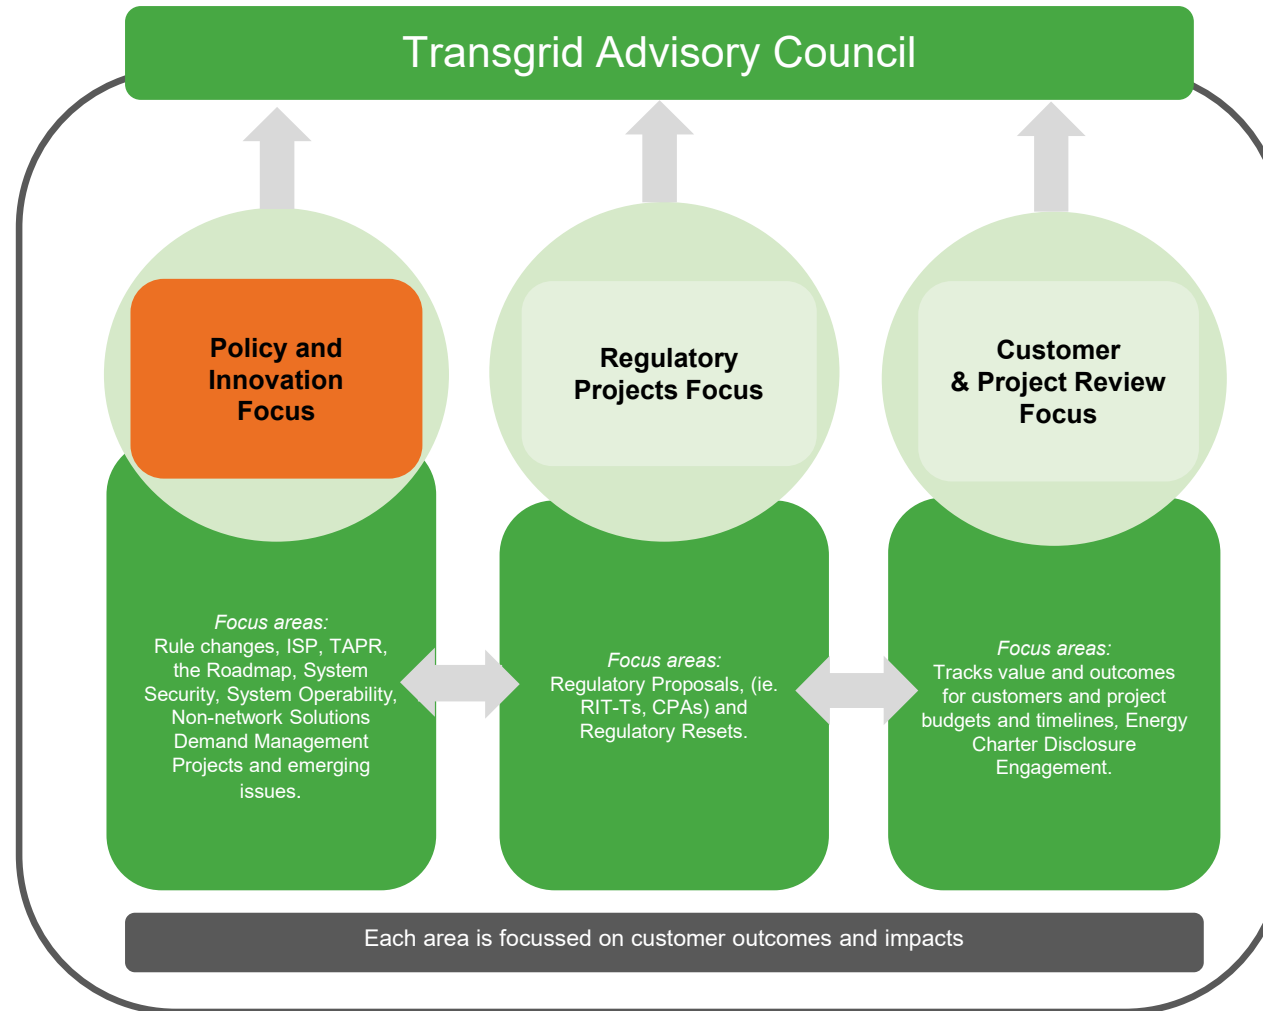 Transgrid Advisory Council
Policy and
Innovation
Focus
Regulatory
Projects Focus
Customer
& Project Review
Focus
Focus areas:
Rule changes, ISP, TAPR,
the Roadmap, System
Security, System Operability,
Non-network Solutions
Demand Management
Projects and emerging
issues.
Focus areas:
Regulatory Proposals, (ie.
RIT-Ts, CPAs) and
Regulatory Resets.
Focus areas:
Tracks value and outcomes
for customers and project
budgets and timelines, Energy
Charter Disclosure
Engagement.
Each area is focussed on customer outcomes and impacts